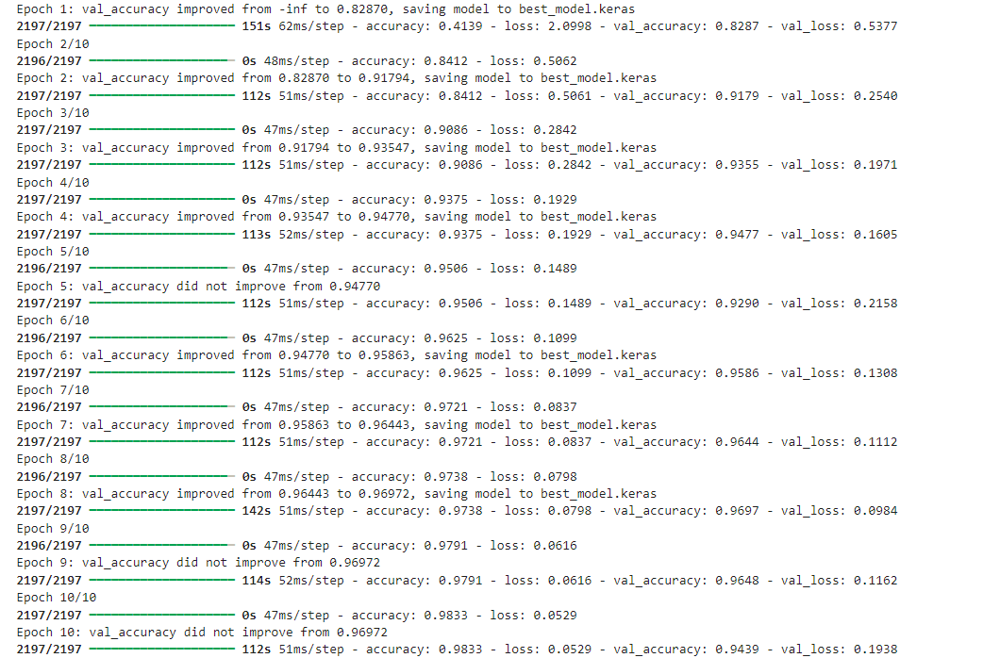 Epoch 1: val_accuracy improved from -inf to 0.82870, saving model to best_model.keras
2197/2197 151s 62ms/step - accuracy: 0.4139 - loss: 2.0998 - val_accuracy: 0.8287 - val_loss: 0.5377
Epoch 2/10
2196/2197 0s 48ms/step - accuracy: 0.8412 - loss: 0.5062
Epoch 2: val_accuracy improved from 0.82870 to 0.91794, saving model to best_model.keras
2197/2197 112s 51ms/step - accuracy: 0.8412 - loss: 0.5061 - val_accuracy: 0.9179 - val_loss: 0.2540
Epoch 3/10
2197/2197 0s 47ms/step - accuracy: 0.9086 - loss: 0.2842
Epoch 3: val_accuracy improved from 0.91794 to 0.93547, saving model to best_model.keras
2197/2197 112s 51ms/step - accuracy: 0.9086 - loss: 0.2842 - val_accuracy: 0.9355 - val_loss: 0.1971
Epoch 4/10
2197/2197 0s 47ms/step - accuracy: 0.9375 - loss: 0.1929
Epoch 4: val_accuracy improved from 0.93547 to 0.94770, saving model to best_model.keras
2197/2197 113s 52ms/step - accuracy: 0.9375 - loss: 0.1929 - val_accuracy: 0.9477 - val_loss: 0.1605
Epoch 5/10
2196/2197 0s 47ms/step - accuracy: 0.9506 - loss: 0.1489
Epoch 5: val_accuracy did not improve from 0.94770
2197/2197 112s 51ms/step - accuracy: 0.9506 - loss: 0.1489 - val_accuracy: 0.9290 - val_loss: 0.2158
Epoch 6/10
2196/2197 0s 47ms/step - accuracy: 0.9625 - loss: 0.1099
Epoch 6: val_accuracy improved from 0.94770 to 0.95863, saving model to best_model.keras
2197/2197 112s 51ms/step - accuracy: 0.9625 - loss: 0.1099 - val_accuracy: 0.9586 - val_loss: 0.1308
Epoch 7/10
2196/2197 0s 47ms/step - accuracy: 0.9721 - loss: 0.0837
Epoch 7: val_accuracy improved from 0.95863 to 0.96443, saving model to best_model.keras
2197/2197 112s 51ms/step - accuracy: 0.9721 - loss: 0.0837 - val_accuracy: 0.9644 - val_loss: 0.1112
Epoch 8/10
2196/2197 0s 47ms/step - accuracy: 0.9738 - loss: 0.0798
Epoch 8: val_accuracy improved from 0.96443 to 0.96972, saving model to best_model.keras
2197/2197 142s 51ms/step - accuracy: 0.9738 - loss: 0.0798 - val_accuracy: 0.9697 - val_loss: 0.0984
Epoch 9/10
2196/2197 0s 47ms/step - accuracy: 0.9791 - loss: 0.0616
Epoch 9: val_accuracy did not improve from 0.96972
2197/2197 114s 52ms/step - accuracy: 0.9791 - loss: 0.0616 - val_accuracy: 0.9648 - val_loss: 0.1162
Epoch 10/10
2197/2197 0s 47ms/step - accuracy: 0.9833 - loss: 0.0529
Epoch 10: val_accuracy did not improve from 0.96972
2197/2197 112s 51ms/step - accuracy: 0.9833 - loss: 0.0529 - val_accuracy: 0.9439 - val_loss: 0.1938